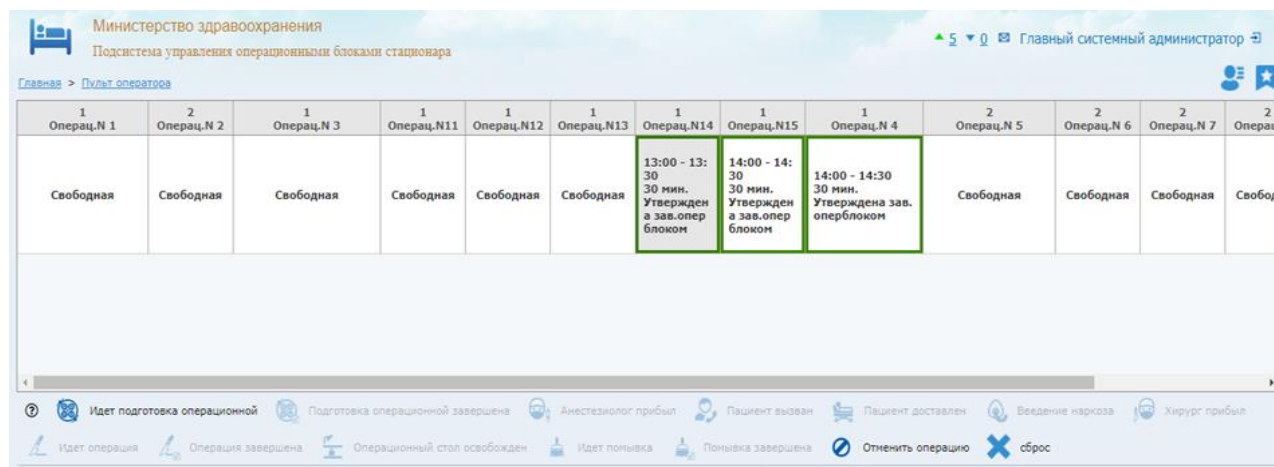 Министерство здравоохранения
Подсистема управления операционными блоками стационара
5 0 Главный системный администратор
Главная > Пульт оператора
1 2 1 1 1 1 1 1 1 2 2 2 2
Операц.N 1 Операц.N 2 Операц.N 3 Операц.N11 Операц.N12 Операц.N13 Операц.N14 Операц.N15 Операц.N 4 Операц.N 5 Операц.N 6 Операц.N 7 Операц
Свободная
Свободная
Свободная
Свободная
Свободная
Свободная
13:00 - 13:
30
30 мин.
Утвержден
а зав.опер
блоком
14:00 - 14:
30
30 мин.
Утвержден
а зав.опер
блоком
14:00 - 14:30
30 мин.
Утверждена зав.
оперблоком
Свободная
Свободная
Свободная
Свобод
? Идет подготовка операционной Подготовка операционной завершена Анестезиолог прибыл Пациент вызван Пациент доставлен Введение наркоза Хирург прибыл
Идет операция Операция завершена Операционный стол освобожден Идет помывка Помывка завершена Отменить операцию сброс